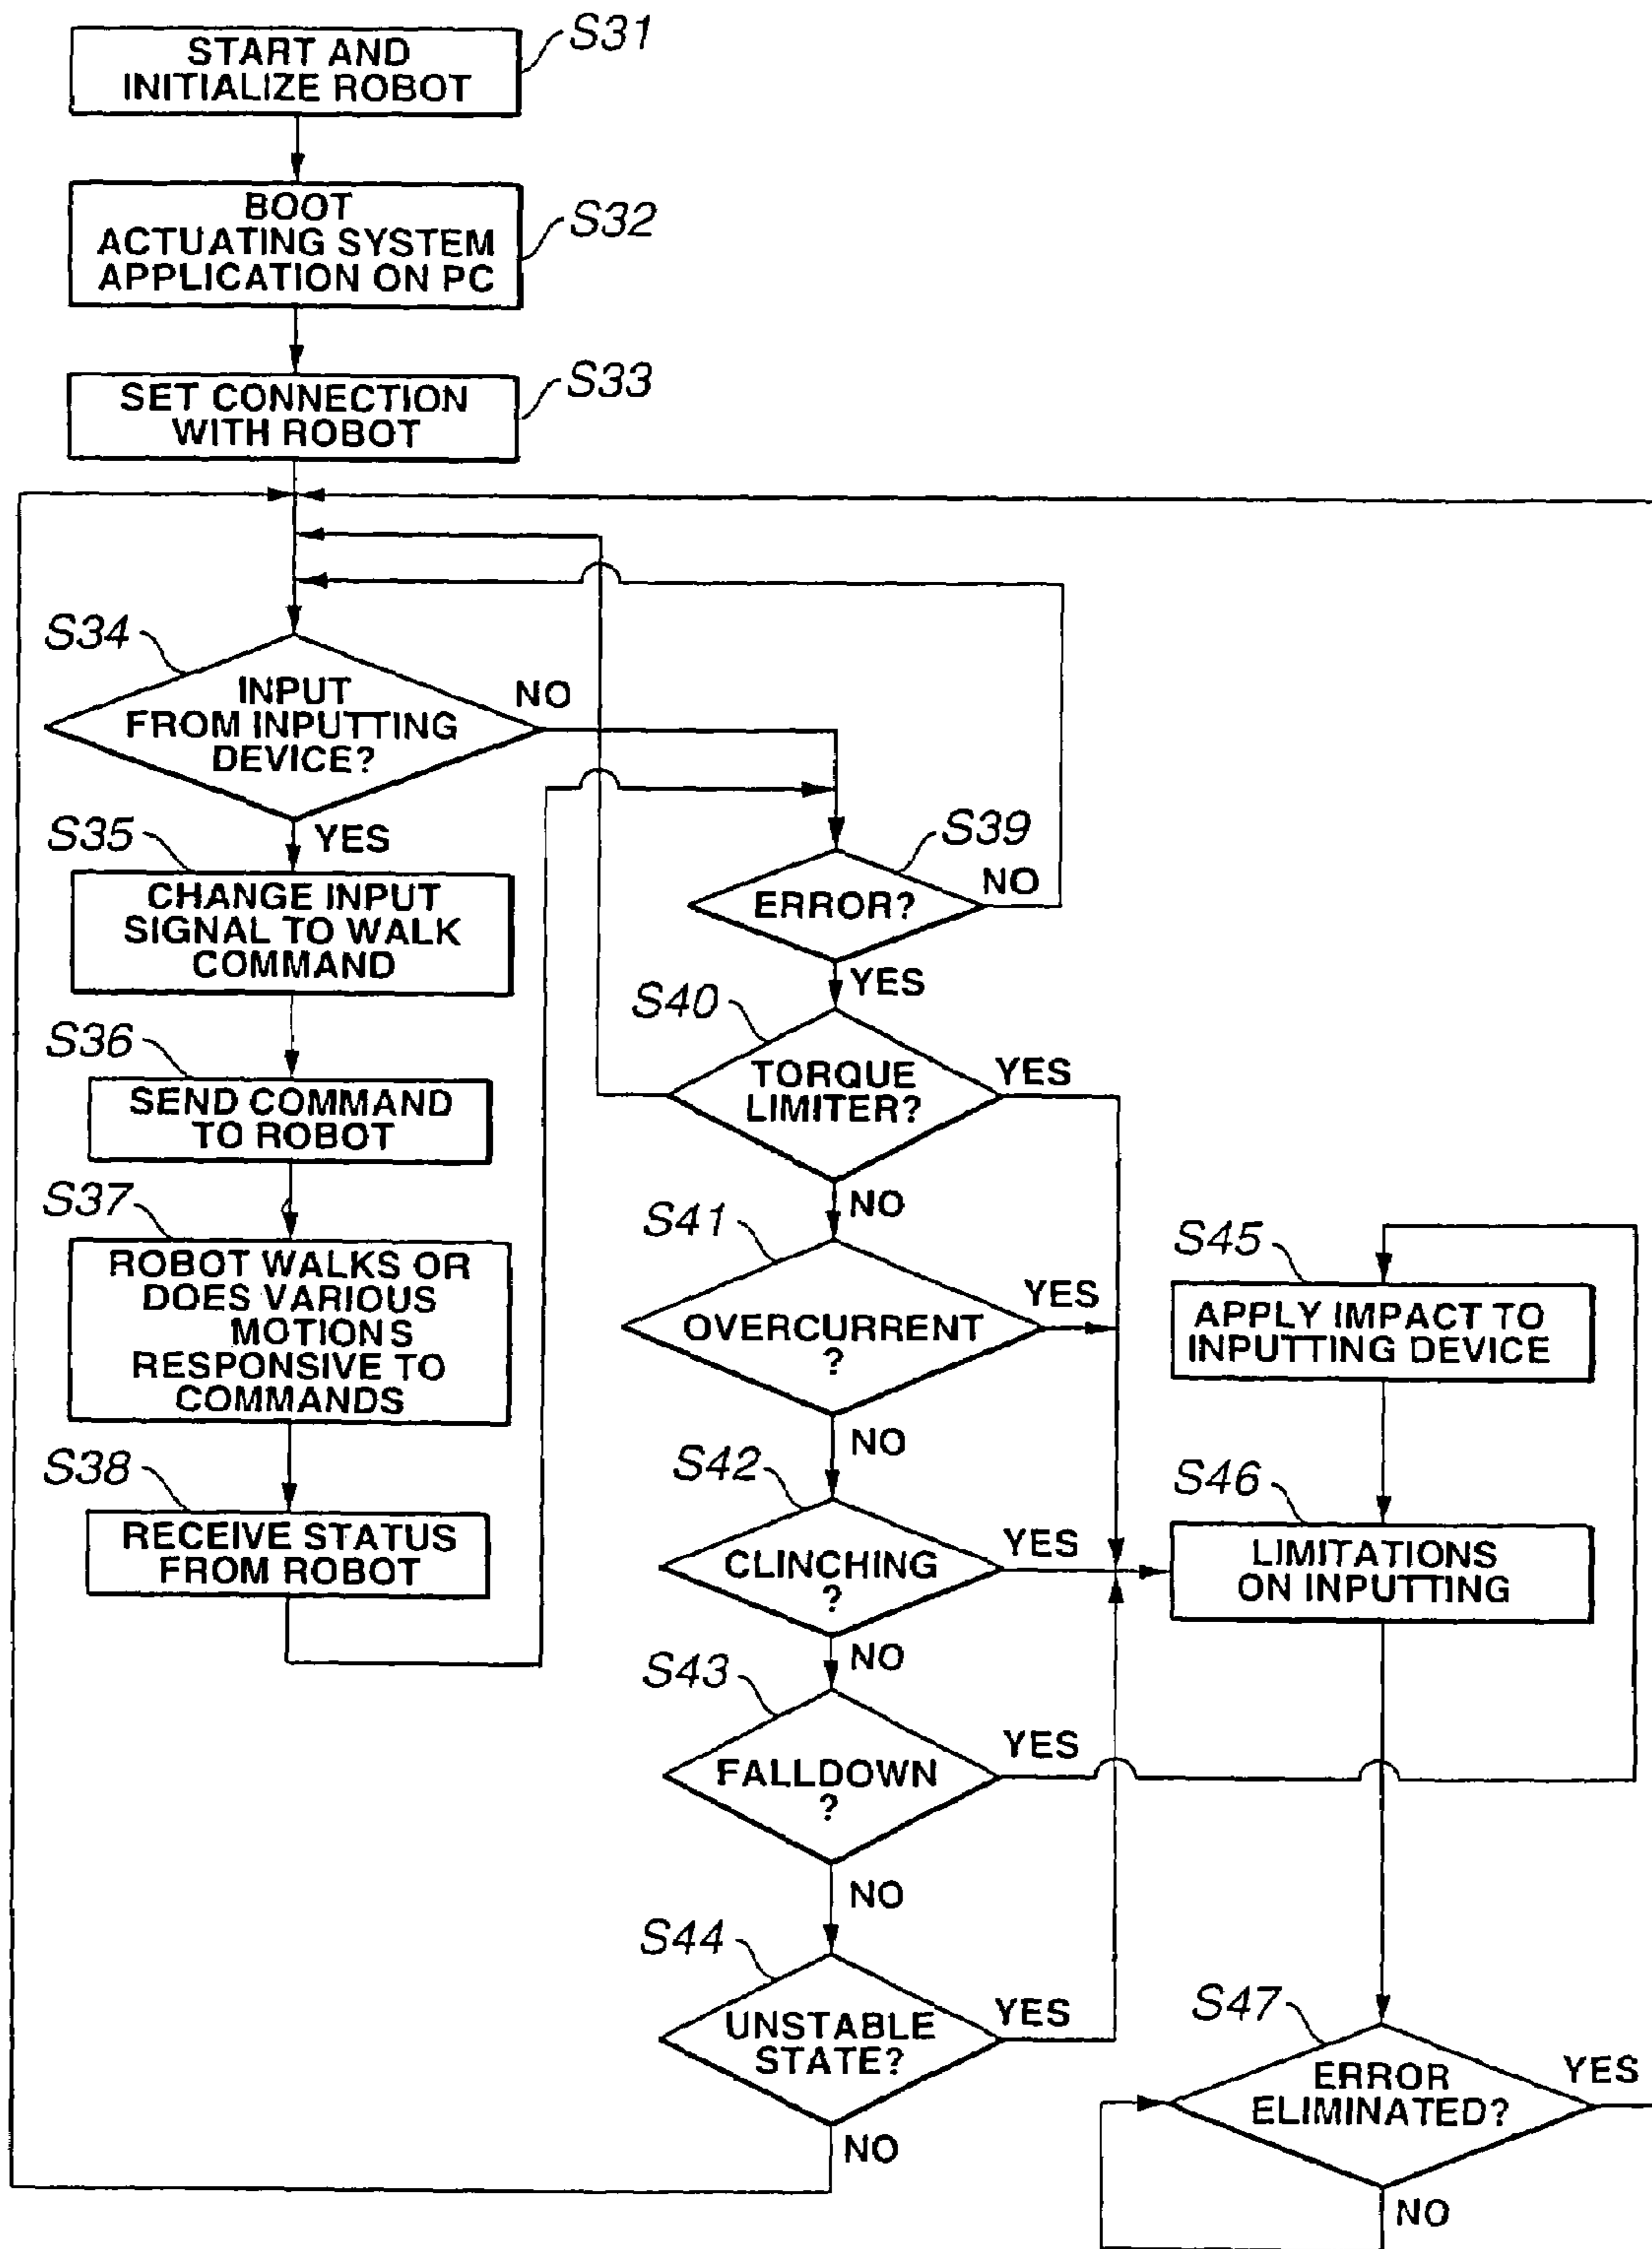 S31
START AND
INITIALIZE ROBOT
S32
BOOT
ACTUATING SYSTEM
APPLICATION ON PC
S33
SET CONNECTION
WITH ROBOT
S34
INPUT
FROM INPUTTING
DEVICE?
NO
YES
S35
CHANGE INPUT
SIGNAL TO WALK
COMMAND
S36
SEND COMMAND
TO ROBOT
S37
ROBOT WALKS OR
DOES VARIOUS
MOTIONS
RESPONSIVE TO
COMMANDS
S38
RECEIVE STATUS
FROM ROBOT
S39
ERROR?
NO
YES
S40
TORQUE
LIMITER?
YES
NO
S41
OVERCURRENT
?
YES
NO
S42
CLINCHING
?
YES
NO
S43
FALLDOWN
?
YES
NO
S44
UNSTABLE
STATE?
YES
NO
S45
APPLY IMPACT TO
INPUTTING DEVICE
S46
LIMITATIONS
ON INPUTTING
S47
ERROR
ELIMINATED?
YES
NO